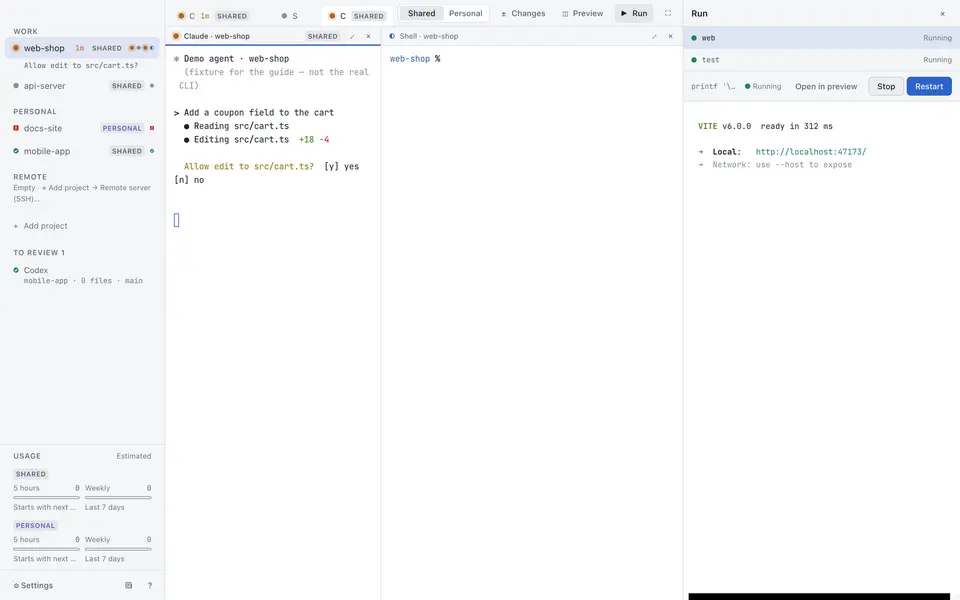 WORK
web-shop 1m SHARED
Allow edit to src/cart.ts?
api-server SHARED
PERSONAL
docs-site PERSONAL
mobile-app SHARED
REMOTE
Empty · + Add project → Remote server
(SSH)…
+ Add project
TO REVIEW 1
Codex
mobile-app · 0 files · main
USAGE Estimated
SHARED
5 hours 0 Weekly 0
Starts with next … Last 7 days
PERSONAL
5 hours 0 Weekly 0
Starts with next … Last 7 days
Settings ?
C 1m SHARED
S
C SHARED
Shared Personal
± Changes
Preview
▶ Run
Claude · web-shop SHARED
✻ Demo agent · web-shop
(fixture for the guide — not the real
CLI)
> Add a coupon field to the cart
● Reading src/cart.ts
● Editing src/cart.ts +18 -4
Allow edit to src/cart.ts? [y] yes
[n] no
Shell · web-shop
web-shop %
Run
web Running
test Running
printf '\… Running Open in preview Stop Restart
VITE v6.0.0 ready in 312 ms
➜ Local: http://localhost:47173/
➜ Network: use --host to expose